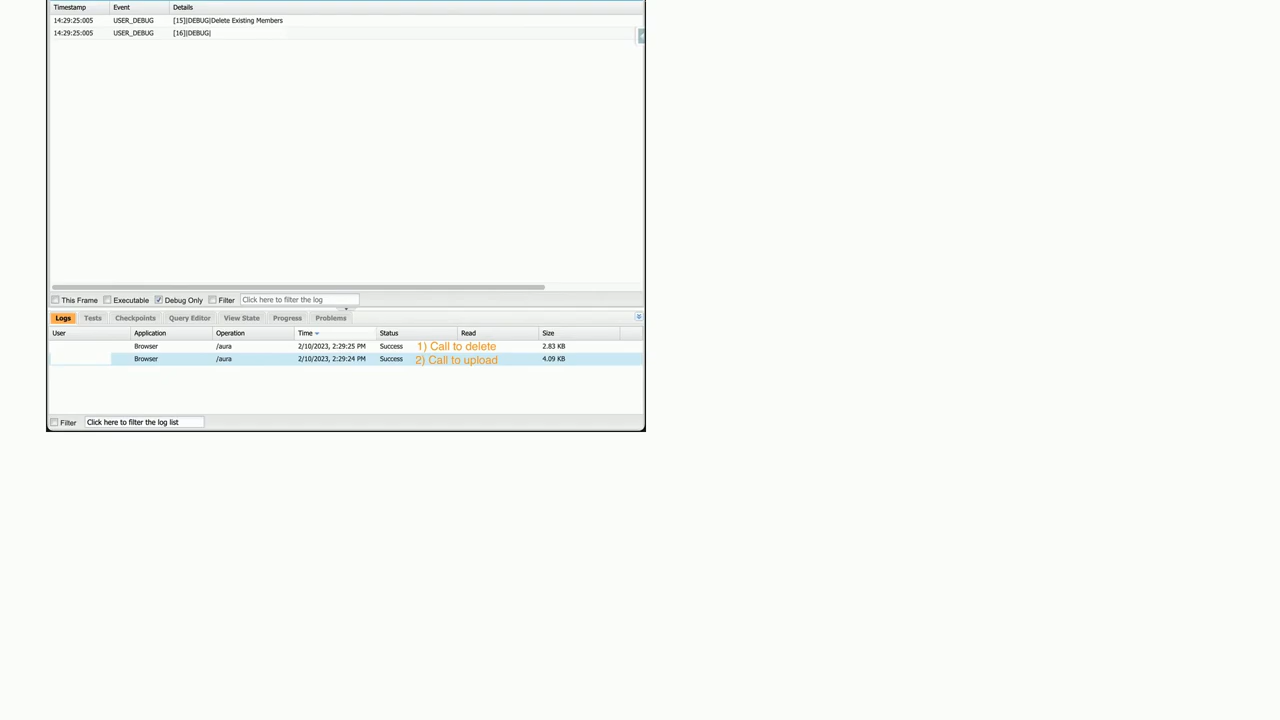 Timestamp Event Details
14:29:25:005 USER_DEBUG [15]|DEBUG|Delete Existing Members
14:29:25:005 USER_DEBUG [16]|DEBUG|
This Frame Executable Debug Only Filter Click here to filter the log
Logs Tests Checkpoints Query Editor View State Progress Problems
User Application Operation Time Status Read Size
Browser /aura 2/10/2023, 2:29:25 PM Success 1) Call to delete 2.83 KB
Browser /aura 2/10/2023, 2:29:24 PM Success 2) Call to upload 4.09 KB
Filter Click here to filter the log list